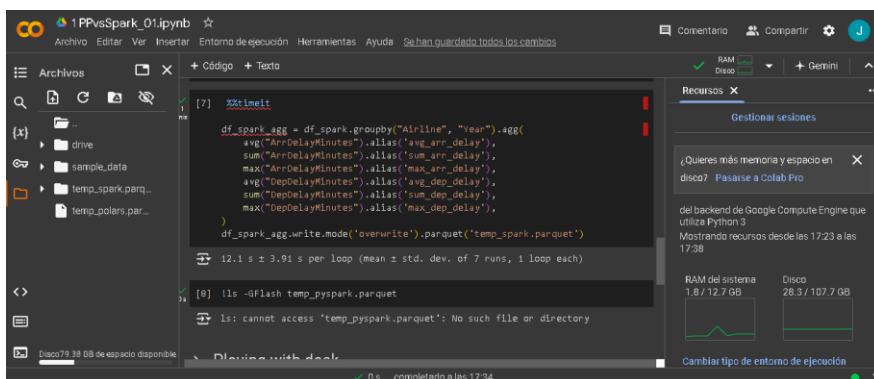 CO
1 PPvsSpark_01.ipynb
Comentario
Compartir
J
Archivo Editar Ver Insertar Entorno de ejecución Herramientas Ayuda Se han guardado todos los cambios
Archivos
+ Código + Texto
RAM
Disco
Gemini
..
drive
sample_data
temp_spark.parq...
temp_polars.par...
{x}
<>
Disco 79.38 GB de espacio disponible
[7] %%timeit
df_spark_agg = df_spark.groupby("Airline", "Year").agg(
avg("ArrDelayMinutes").alias('avg_arr_delay'),
sum("ArrDelayMinutes").alias('sum_arr_delay'),
max("ArrDelayMinutes").alias('max_arr_delay'),
avg("DepDelayMinutes").alias('avg_dep_delay'),
sum("DepDelayMinutes").alias('sum_dep_delay'),
max("DepDelayMinutes").alias('max_dep_delay'),
)
df_spark_agg.write.mode('overwrite').parquet('temp_spark.parquet')
12.1 s ± 3.91 s per loop (mean ± std. dev. of 7 runs, 1 loop each)
[8] !ls -GFlash temp_pyspark.parquet
ls: cannot access 'temp_pyspark.parquet': No such file or directory
Recursos X
Gestionar sesiones
¿Quieres más memoria y espacio en
disco? Pasarse a Colab Pro
del backend de Google Compute Engine que
utiliza Python 3
Mostrando recursos desde las 17:23 a las
17:38
RAM del sistema
1.8 / 12.7 GB
Disco
28.3 / 107.7 GB
Cambiar tipo de entorno de ejecución
0 s completado a las 17:34